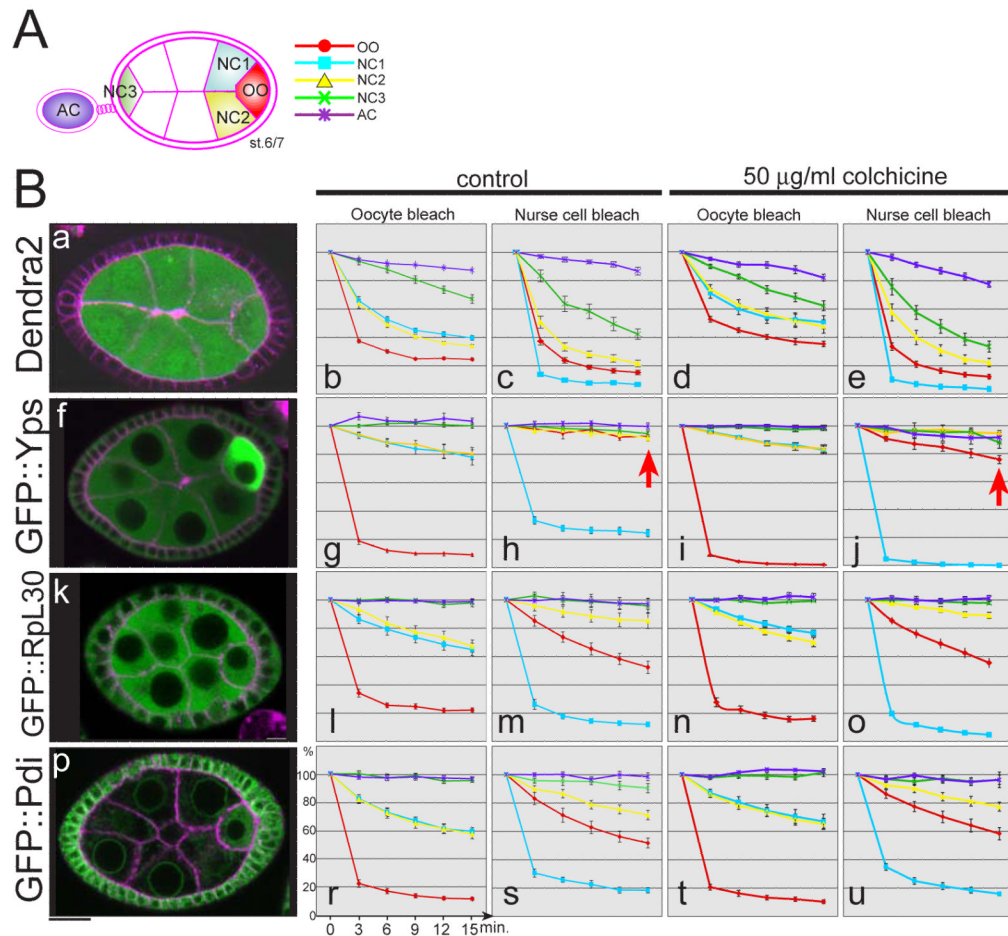 A
AC
NC3
NC1
OO
NC2
st.6/7
OO
NC1
NC2
NC3
AC
B
control
50 μg/ml colchicine
Oocyte bleach
Nurse cell bleach
Oocyte bleach
Nurse cell bleach
Dendra2
a
b
c
d
e
GFP::Yps
f
g
h
i
j
GFP::RpL30
k
l
m
n
o
GFP::Pdi
p
%
100
80
60
40
20
0
r
s
t
u
0 3 6 9 12 15 min.